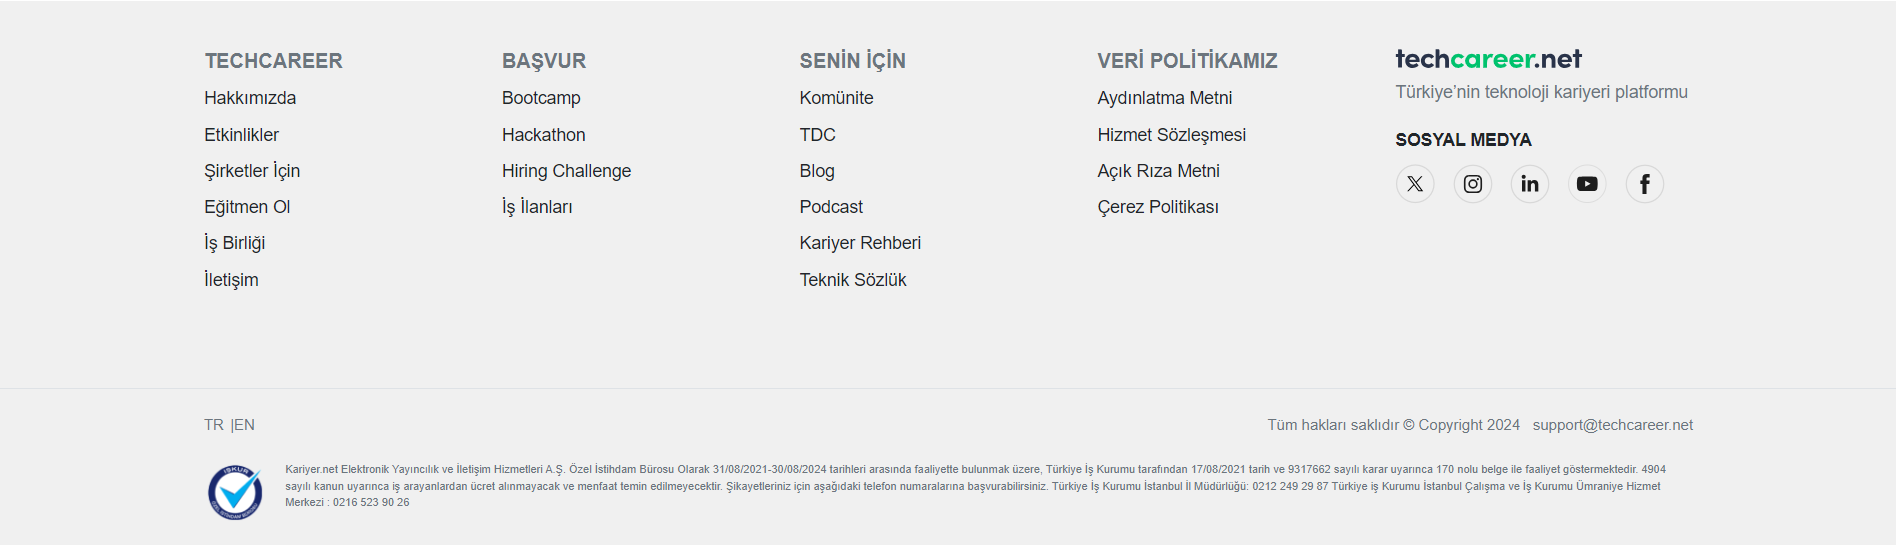 TECHCAREER
Hakkımızda
Etkinlikler
Şirketler İçin
Eğitmen Ol
İş Birliği
İletişim
BAŞVUR
Bootcamp
Hackathon
Hiring Challenge
İş İlanları
SENİN İÇİN
Komünite
TDC
Blog
Podcast
Kariyer Rehberi
Teknik Sözlük
VERİ POLİTİKAMIZ
Aydınlatma Metni
Hizmet Sözleşmesi
Açık Rıza Metni
Çerez Politikası
techcareer.net
Türkiye’nin teknoloji kariyeri platformu
SOSYAL MEDYA
TR |EN
Tüm hakları saklıdır © Copyright 2024 support@techcareer.net
İŞKUR
ÖZEL İSTİHDAM BÜROSU
Kariyer.net Elektronik Yayıncılık ve İletişim Hizmetleri A.Ş. Özel İstihdam Bürosu Olarak 31/08/2021-30/08/2024 tarihleri arasında faaliyette bulunmak üzere, Türkiye İş Kurumu tarafından 17/08/2021 tarih ve 9317662 sayılı karar uyarınca 170 nolu belge ile faaliyet göstermektedir. 4904
sayılı kanun uyarınca iş arayanlardan ücret alınmayacak ve menfaat temin edilmeyecektir. Şikayetleriniz için aşağıdaki telefon numaralarına başvurabilirsiniz. Türkiye İş Kurumu İstanbul İl Müdürlüğü: 0212 249 29 87 Türkiye iş Kurumu İstanbul Çalışma ve İş Kurumu Ümraniye Hizmet
Merkezi : 0216 523 90 26